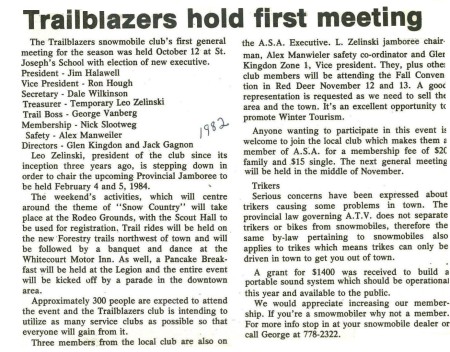 Trailblazers hold first meeting
The Trailblazers snowmobile club's first general
meeting for the season was held October 12 at St.
Joseph's School with election of new executive.
President - Jim Halawell
Vice President - Ron Hough
Secretary - Dale Wilkinson
Treasurer - Temporary Leo Zelinski
Trail Boss - George Vanberg
Membership - Nick Slootweg
Safety - Alex Manweiler
Directors - Glen Kingdon and Jack Gagnon
1982
Leo Zelinski, president of the club since its
inception three years ago, is stepping down in
order to chair the upcoming Provincial Jamboree to
be held February 4 and 5, 1984.
The weekend's activities, which will centre
around the theme of "Snow Country" will take
place at the Rodeo Grounds, with the Scout Hall to
be used for registration. Trail rides will be held on
the new Forestry trails northwest of town and will
be followed by a banquet and dance at the
Whitecourt Motor Inn. As well, a Pancake Break-
fast will be held at the Legion and the entire event
will be kicked off by a parade in the downtown
area.
Approximately 300 people are expected to attend
the event and the Trailblazers club is intending to
utilize as many service clubs as possible so that
everyone will gain from it.
Three members from the local club are also on
the A.S.A. Executive. L. Zelinski jamboree chair-
man, Alex Manwieler safety co-ordinator and Glen
Kingdon Zone 1, Vice president. They, plus other
club members will be attending the Fall Conven-
tion in Red Deer November 12 and 13. A good
representation is requested as we need to sell the
area and the town. It's an excellent opportunity to
promote Winter Tourism.
Anyone wanting to participate in this event is
welcome to join the local club which makes them a
member of A.S.A. for a membership fee of $20
family and $15 single. The next general meeting
will be held in the middle of November.
Trikers
Serious concerns have been expressed about
trikers causing some problems in town. The
provincial law governing A.T.V. does not separate
trikers or bikes from snowmobiles, therefore the
same by-law pertaining to snowmobiles also
applies to trikes which means trikes can only be
driven in town to get you out of town.
A grant for $1400 was received to build a
portable sound system which should be operational
this year and available to the public.
We would appreciate increasing our member-
ship. If you're a snowmobiler why not a member.
For more info stop in at your snowmobile dealer or
call George at 778-2322.